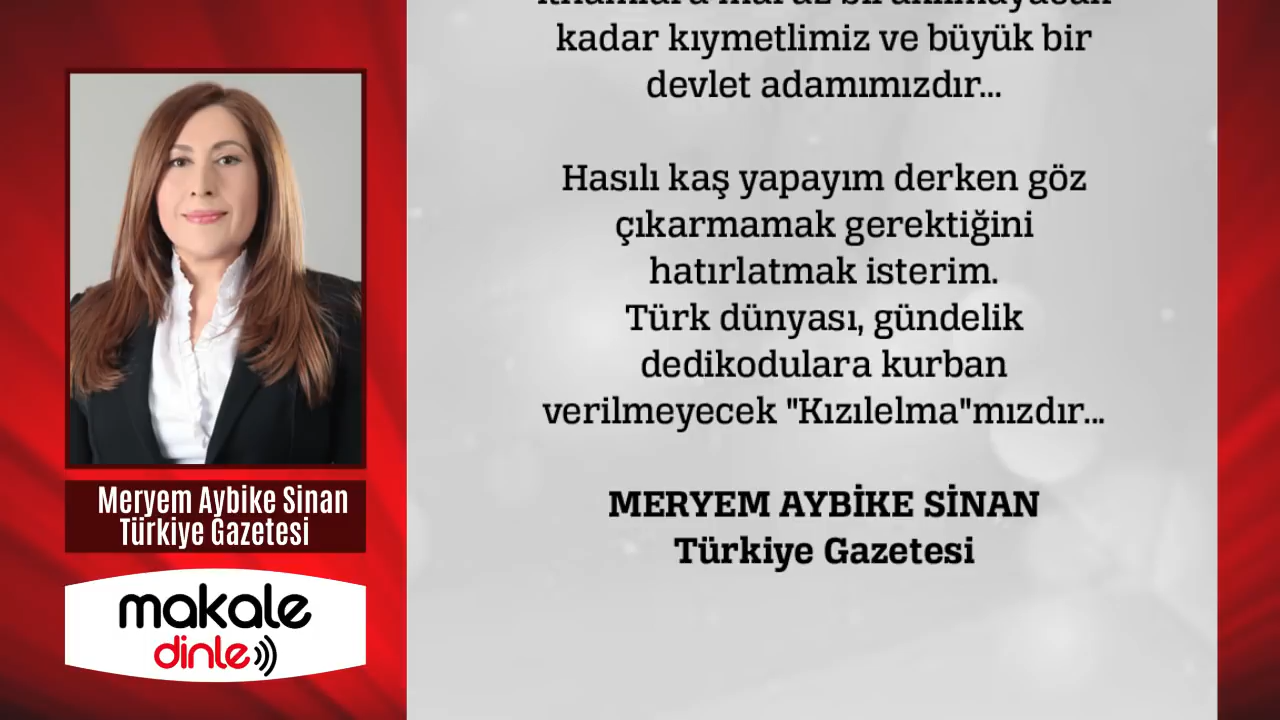 kadar kıymetlimiz ve büyük bir
devlet adamımızdır...
Hasılı kaş yapayım derken göz
çıkarmamak gerektiğini
hatırlatmak isterim.
Türk dünyası, gündelik
dedikodulara kurban
verilmeyecek "Kızılelma"mızdır...
MERYEM AYBİKE SİNAN
Türkiye Gazetesi
Meryem Aybike Sinan
Türkiye Gazetesi
makale
dinle